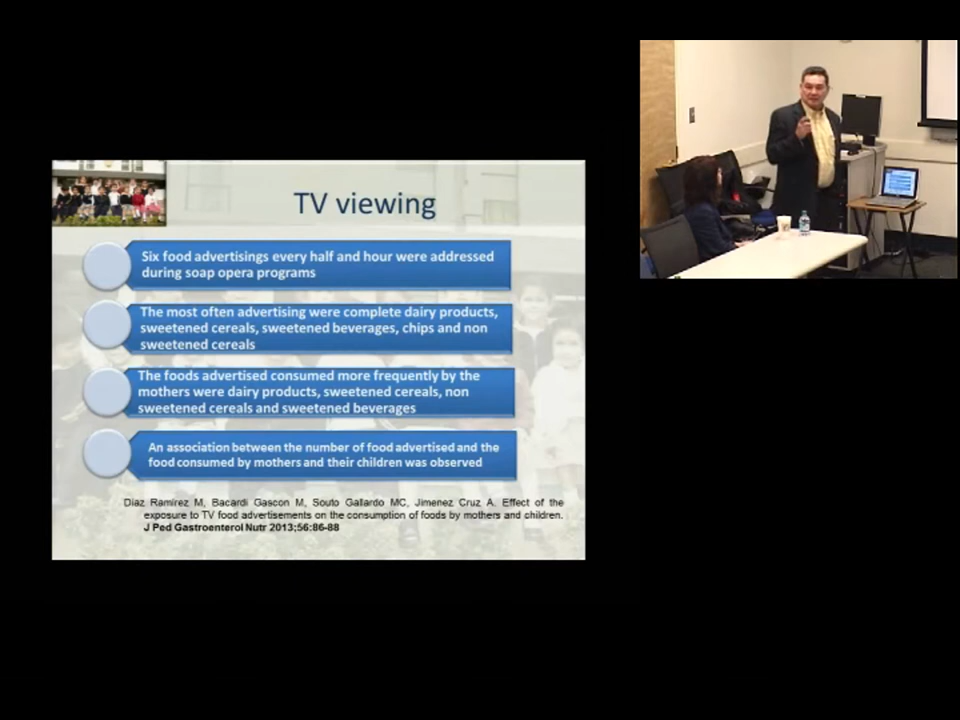 TV viewing
Six food advertisings every half and hour were addressed
during soap opera programs
The most often advertising were complete dairy products,
sweetened cereals, sweetened beverages, chips and non
sweetened cereals
The foods advertised consumed more frequently by the
mothers were dairy products, sweetened cereals, non
sweetened cereals and sweetened beverages
An association between the number of food advertised and the
food consumed by mothers and their children was observed
Diaz Ramirez M, Bacardi Gascon M, Souto Gallardo MC, Jimenez Cruz A. Effect of the
exposure to TV food advertisements on the consumption of foods by mothers and children.
J Ped Gastroenterol Nutr 2013;56:86-88